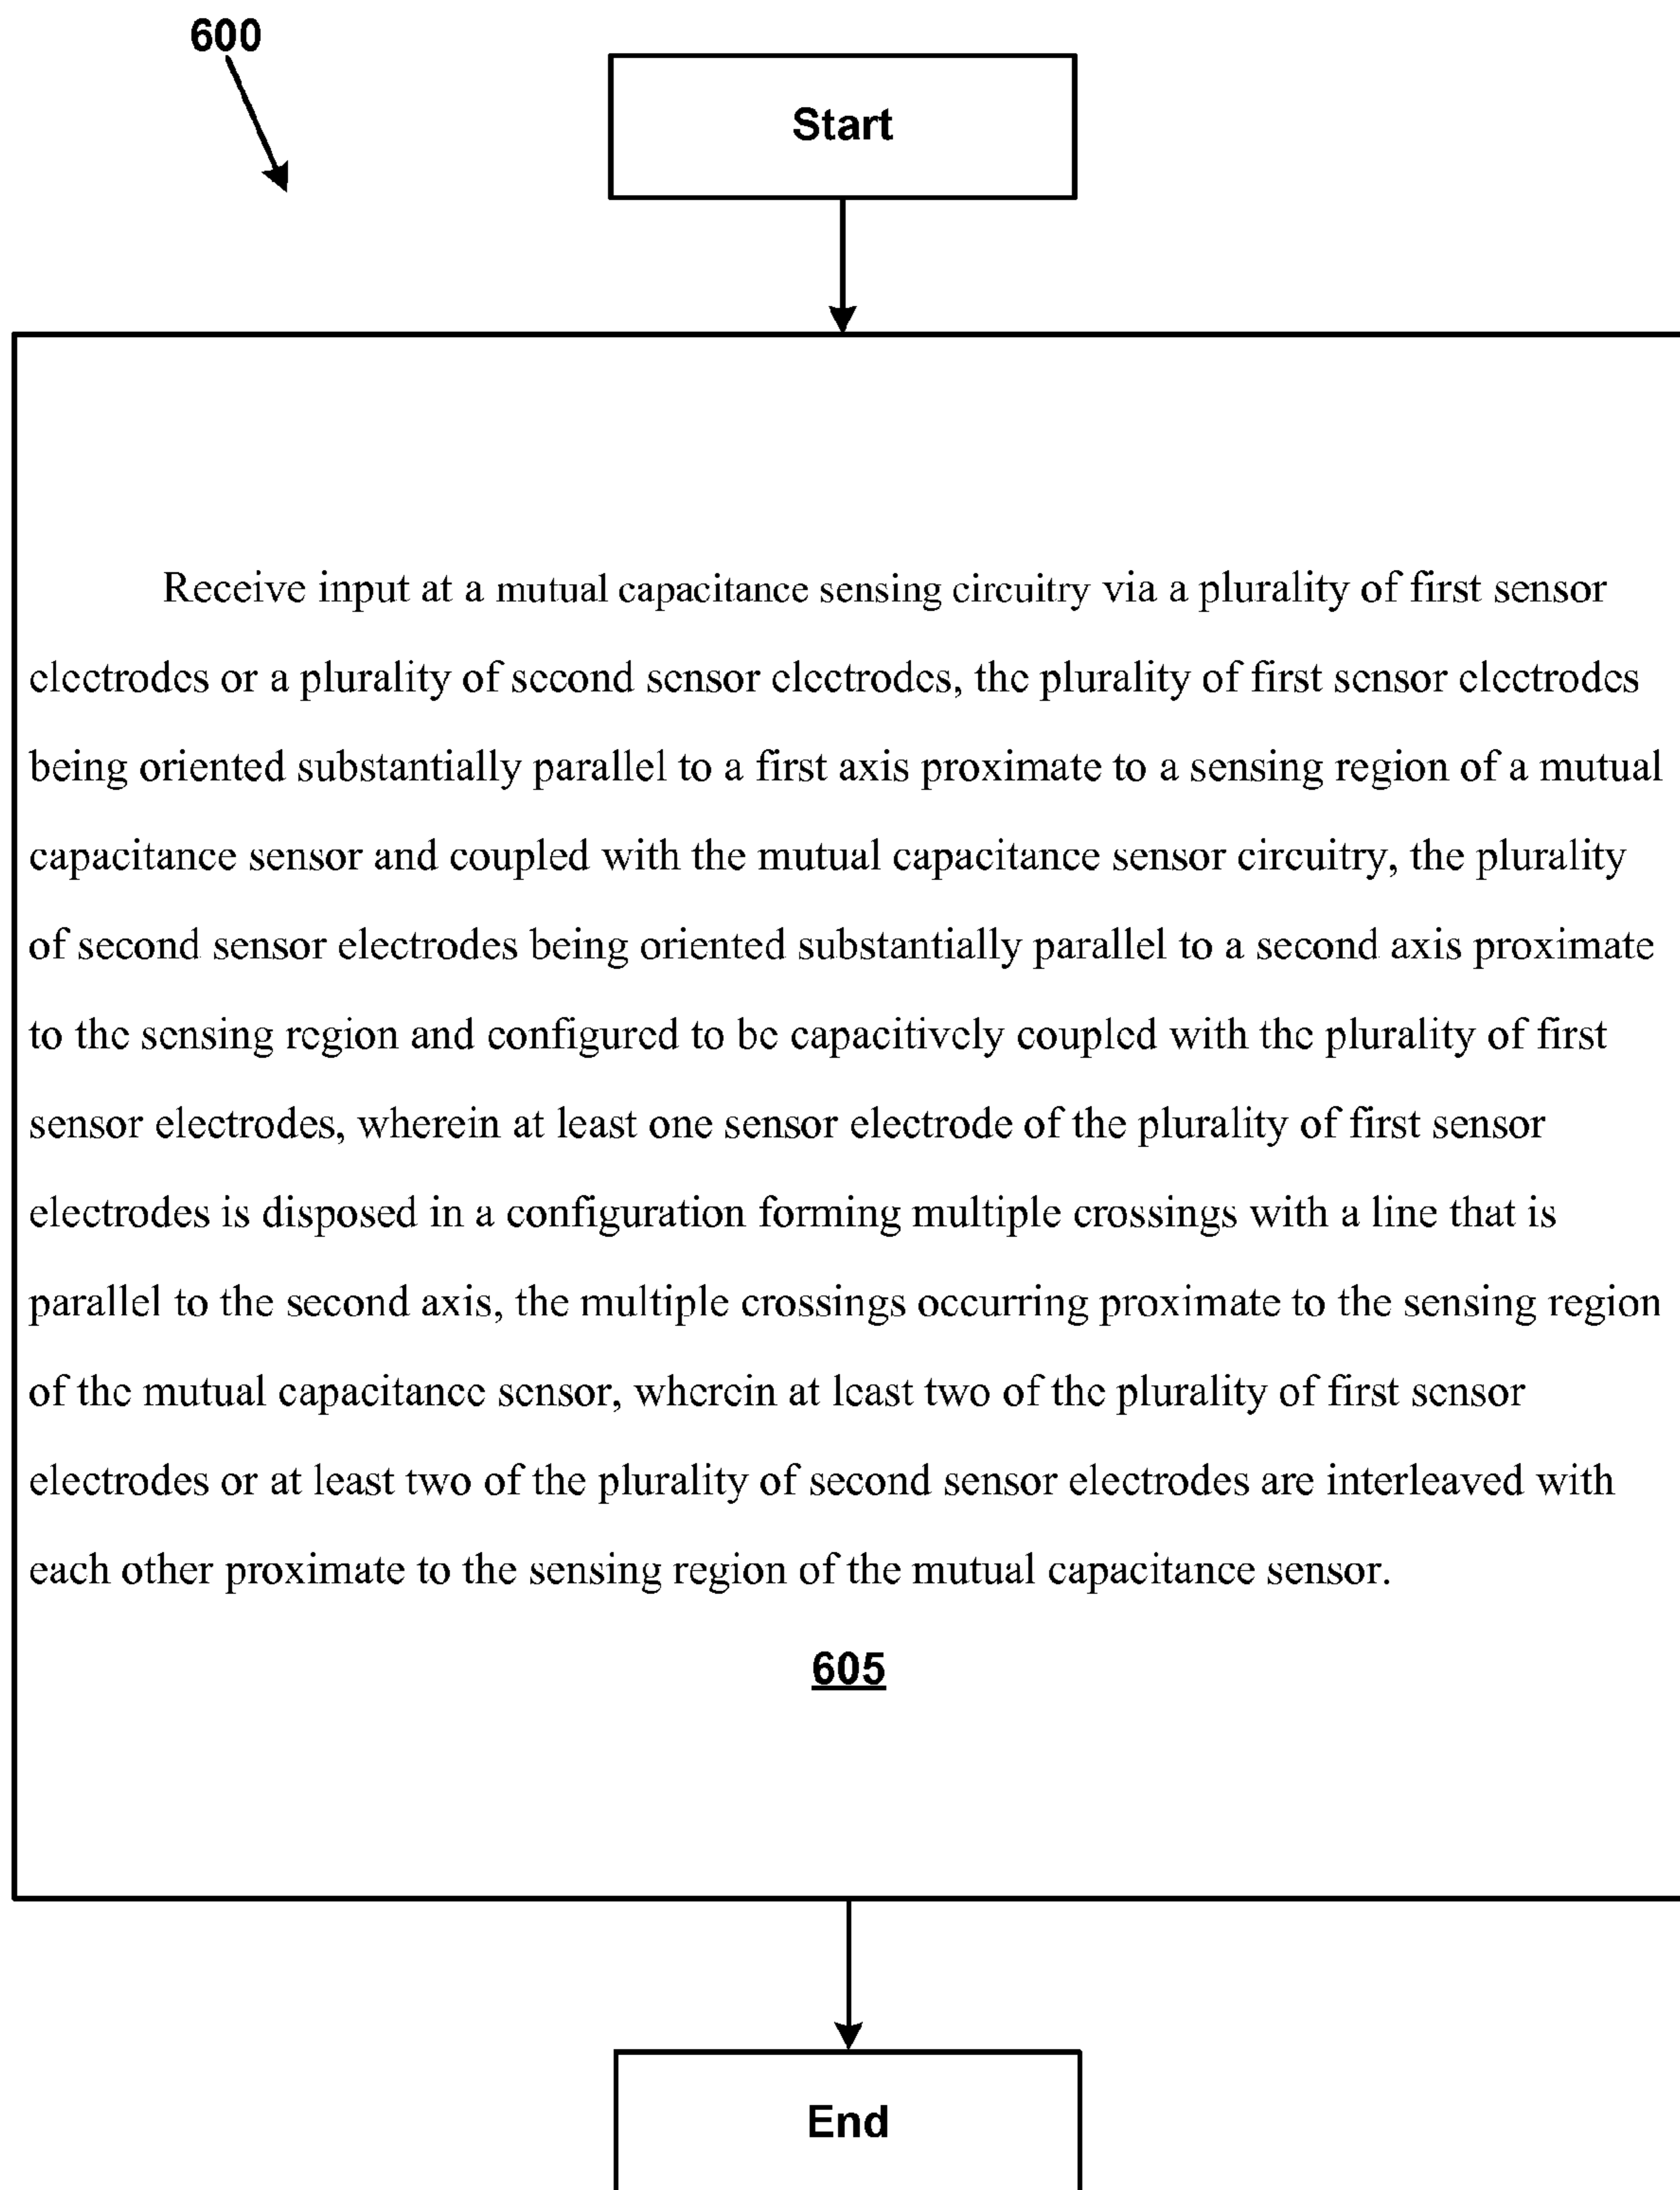 600
Start
Receive input at a mutual capacitance sensing circuitry via a plurality of first sensor
electrodes or a plurality of second sensor electrodes, the plurality of first sensor electrodes
being oriented substantially parallel to a first axis proximate to a sensing region of a mutual
capacitance sensor and coupled with the mutual capacitance sensor circuitry, the plurality
of second sensor electrodes being oriented substantially parallel to a second axis proximate
to the sensing region and configured to be capacitively coupled with the plurality of first
sensor electrodes, wherein at least one sensor electrode of the plurality of first sensor
electrodes is disposed in a configuration forming multiple crossings with a line that is
parallel to the second axis, the multiple crossings occurring proximate to the sensing region
of the mutual capacitance sensor, wherein at least two of the plurality of first sensor
electrodes or at least two of the plurality of second sensor electrodes are interleaved with
each other proximate to the sensing region of the mutual capacitance sensor.
605
End